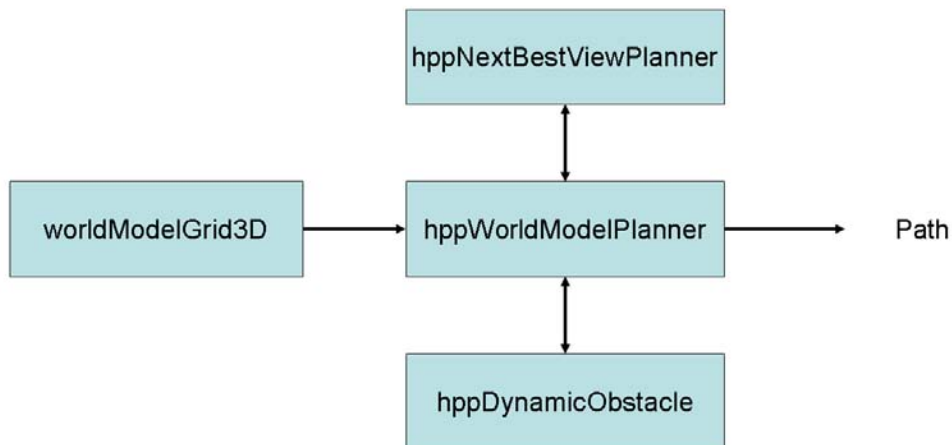 hppNextBestViewPlanner
worldModelGrid3D
hppWorldModelPlanner
Path
hppDynamicObstacle